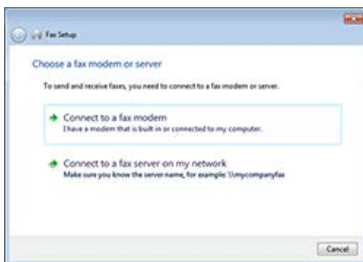 Fax Setup
Choose a fax modem or server
To send and receive faxes, you need to connect to a fax modem or server.
Connect to a fax modem
I have a modem that is built in or connected to my computer.
Connect to a fax server on my network
Make sure you know the server name, for example: \\mycompanyfax
Cancel